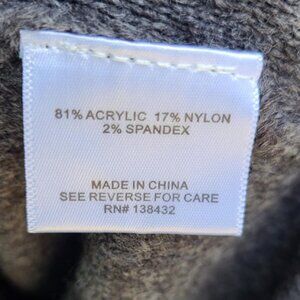 81% ACRYLIC 17% NYLON
2% SPANDEX
MADE IN CHINA
SEE REVERSE FOR CARE
RN# 138432